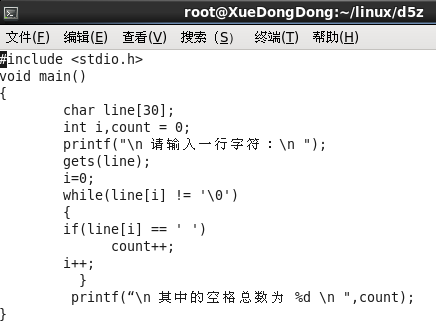 root@XueDongDong:~/linux/d5z
文件(F) 编辑(E) 查看(V) 搜索 (S) 终端(T) 帮助(H)
#include <stdio.h>
void main()
{
        char line[30];
        int i,count = 0;
        printf("\n 请输入一行字符：\n ");
        gets(line);
        i=0;
        while(line[i] != '\0')
        {
        if(line[i] == ' ')
              count++;
        i++;
          }
         printf(“\n 其中的空格总数为 %d \n ",count);
}